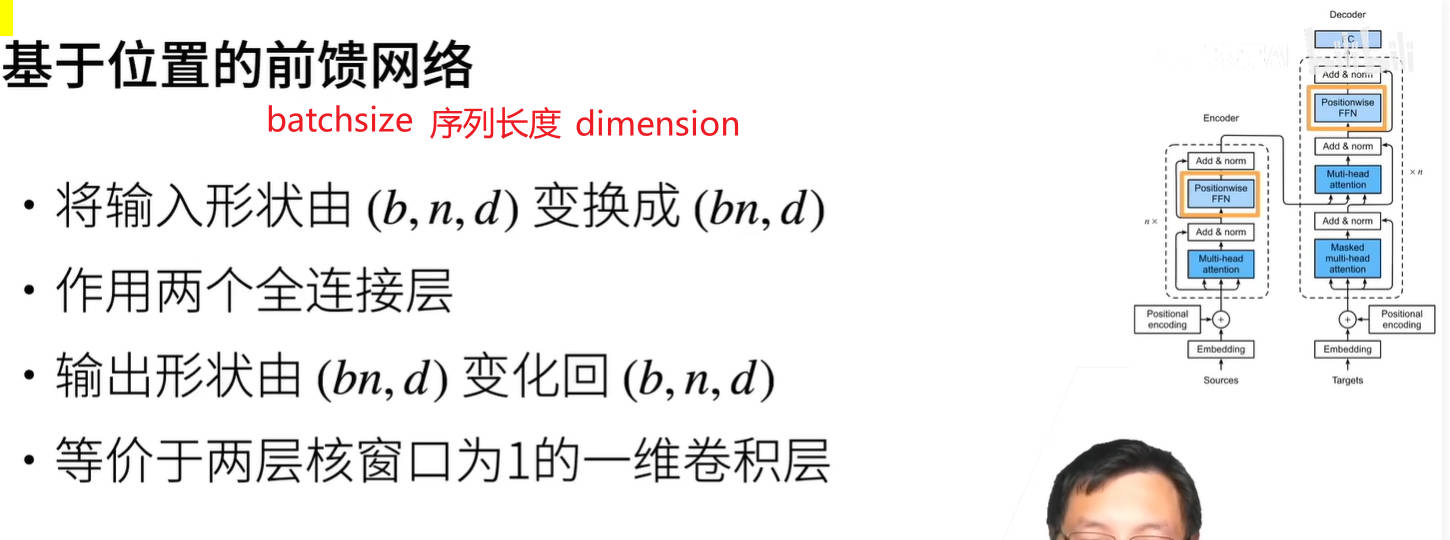 基于位置的前馈网络
batchsize 序列长度 dimension
• 将输入形状由 (b, n, d) 变换成 (bn, d)
• 作用两个全连接层
• 输出形状由 (bn, d) 变化回 (b, n, d)
• 等价于两层核窗口为1的一维卷积层
Decoder
FC
Add & norm
Positionwise
FFN
Add & norm
Muti-head
attention
× n
Add & norm
Masked
multi-head
attention
Positional
encoding
+
Embedding
Targets
Encoder
Add & norm
Positionwise
FFN
n ×
Add & norm
Multi-head
attention
Positional
encoding
+
Embedding
Sources